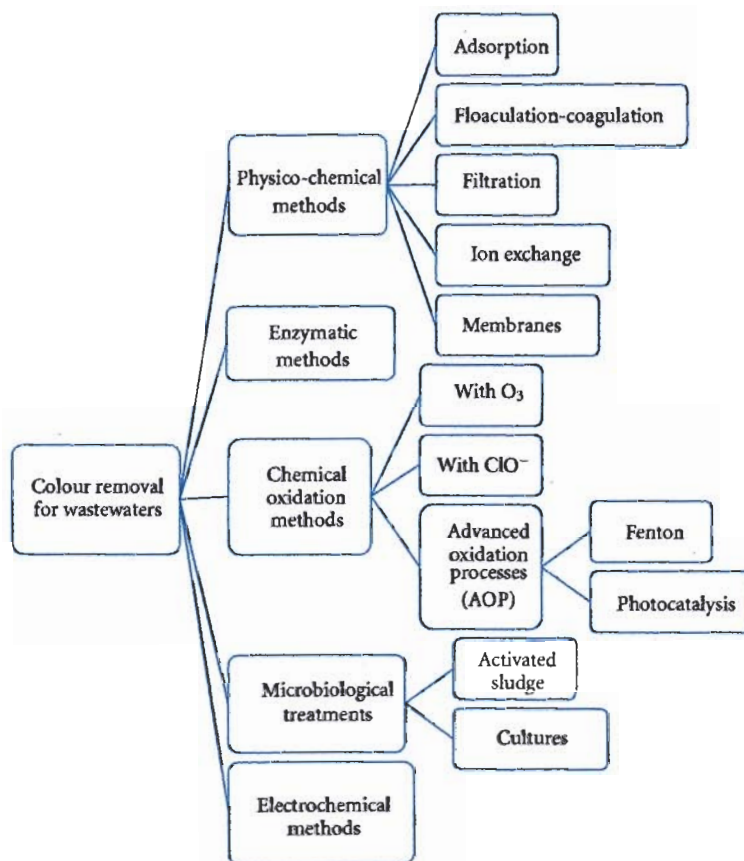 Adsorption
Floaculation-coagulation
Physico-chemical
methods
Filtration
Ion exchange
Membranes
Enzymatic
methods
With O₃
With ClO⁻
Colour removal
for wastewaters
Chemical
oxidation
methods
Advanced
oxidation
processes
(AOP)
Fenton
Photocatalysis
Microbiological
treatments
Activated
sludge
Cultures
Electrochemical
methods